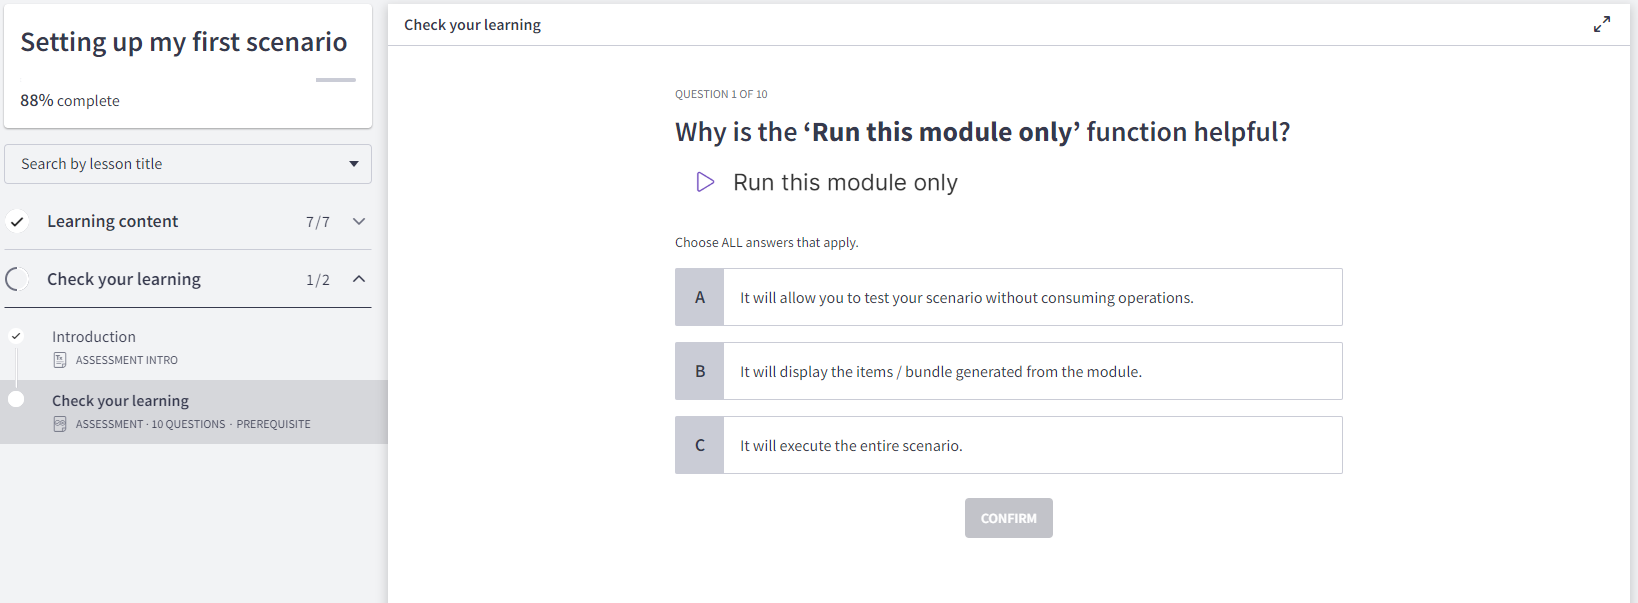 Setting up my first scenario
88% complete
Search by lesson title
Learning content 7/7
Check your learning 1/2
Introduction
ASSESSMENT INTRO
Check your learning
ASSESSMENT · 10 QUESTIONS · PREREQUISITE
Check your learning
QUESTION 1 OF 10
Why is the ‘Run this module only’ function helpful?
Run this module only
Choose ALL answers that apply.
A It will allow you to test your scenario without consuming operations.
B It will display the items / bundle generated from the module.
C It will execute the entire scenario.
CONFIRM